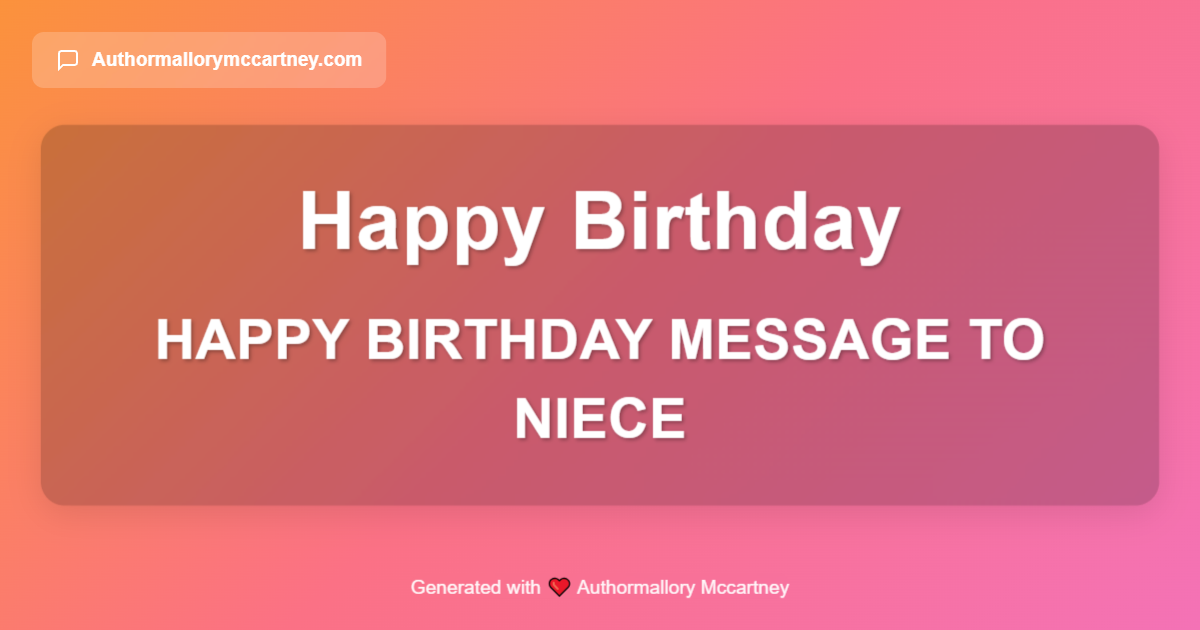 Authormallorymccartney.com
Happy Birthday
HAPPY BIRTHDAY MESSAGE TO
NIECE
Generated with ❤ Authormallory Mccartney